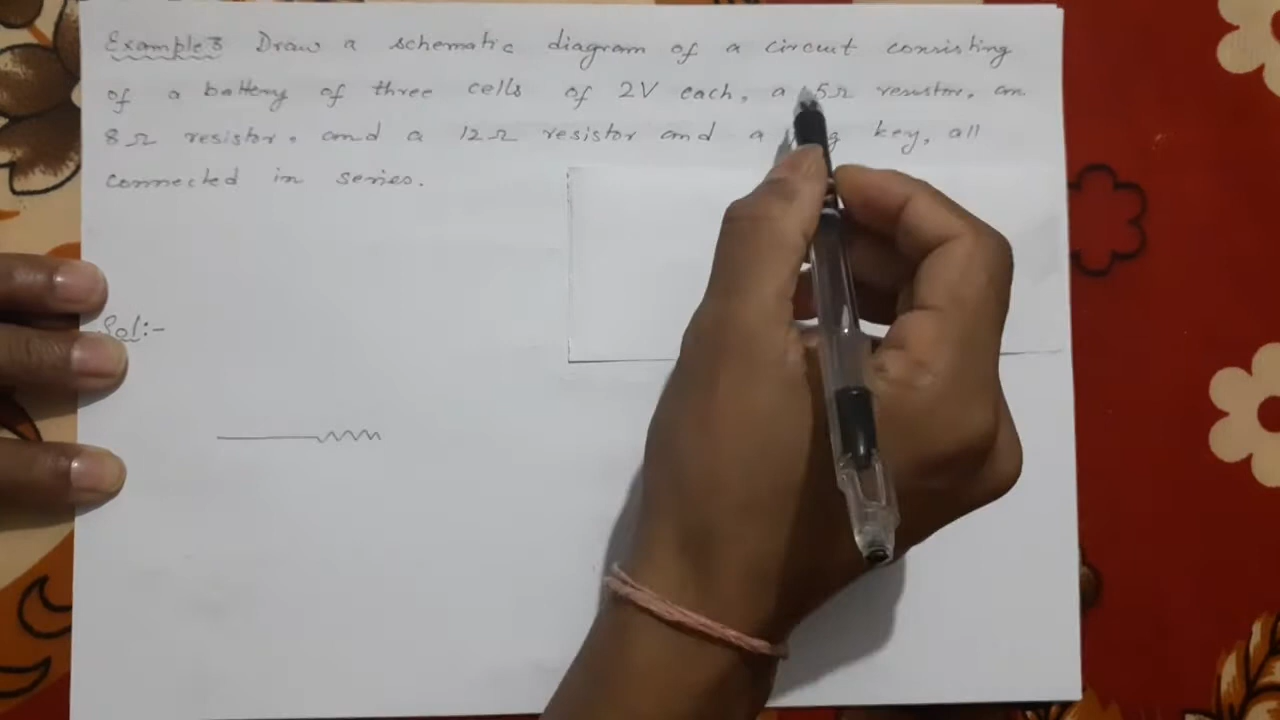 Example 3 Draw a schematic diagram of a circuit consisting
of a battery of three cells of 2V each, a 5Ω resistor, an
8Ω resistor, and a 12Ω resistor and a key, all
connected in series.
Sol:-